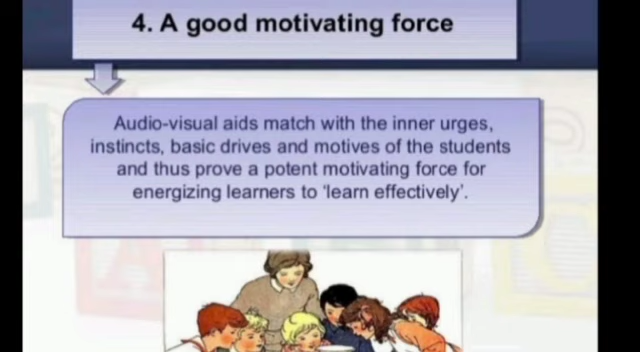 4. A good motivating force
Audio-visual aids match with the inner urges,
instincts, basic drives and motives of the students
and thus prove a potent motivating force for
energizing learners to ‘learn effectively’.